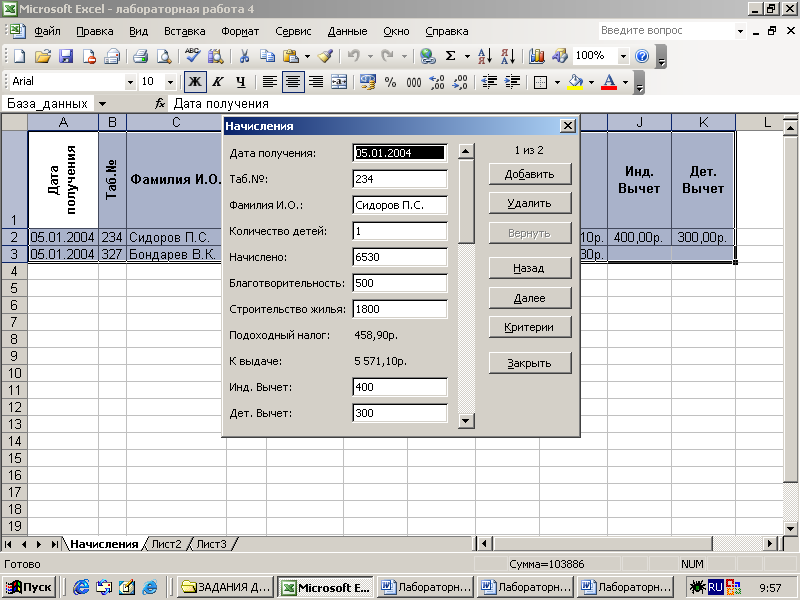 Microsoft Excel - лабораторная работа 4
Файл Правка Вид Вставка Формат Сервис Данные Окно Справка Введите вопрос
Σ 100%
Arial 10 Ж К Ч % 000 А
База_данных fx Дата получения
A B C J K L
1 Дата получения Таб.№ Фамилия И.О. Инд. Вычет Дет. Вычет
2 05.01.2004 234 Сидоров П.С. 10р. 400,00р. 300,00р.
3 05.01.2004 327 Бондарев В.К. 30р.
4
5
6
7
8
9
10
11
12
13
14
15
16
17
18
19
Начисления
Дата получения: 05.01.2004
Таб.№: 234
Фамилия И.О.: Сидоров П.С.
Количество детей: 1
Начислено: 6530
Благотворительность: 500
Строительство жилья: 1800
Подоходный налог: 458,90р.
К выдаче: 5 571,10р.
Инд. Вычет: 400
Дет. Вычет: 300
1 из 2
Добавить
Удалить
Вернуть
Назад
Далее
Критерии
Закрыть
Начисления Лист2 Лист3
Готово Сумма=103886 NUM
Пуск ЗАДАНИЯ Д... Microsoft E... Лабораторн... Лабораторн... Лабораторн... RU 9:57